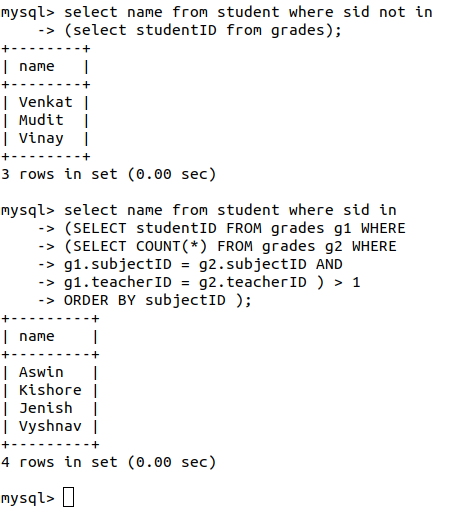 mysql> select name from student where sid not in
    -> (select studentID from grades);
+--------+
| name   |
+--------+
| Venkat |
| Mudit  |
| Vinay  |
+--------+
3 rows in set (0.00 sec)

mysql> select name from student where sid in
    -> (SELECT studentID FROM grades g1 WHERE
    -> (SELECT COUNT(*) FROM grades g2 WHERE
    -> g1.subjectID = g2.subjectID AND
    -> g1.teacherID = g2.teacherID ) > 1
    -> ORDER BY subjectID );
+---------+
| name    |
+---------+
| Aswin   |
| Kishore |
| Jenish  |
| Vyshnav |
+---------+
4 rows in set (0.00 sec)

mysql>